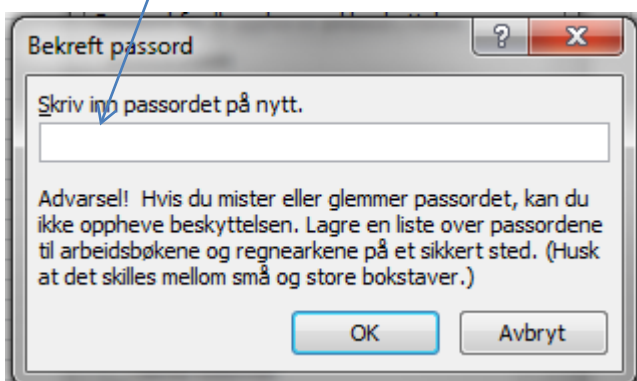 Bekreft passord
Skriv inn passordet på nytt.
Advarsel! Hvis du mister eller glemmer passordet, kan du
ikke oppheve beskyttelsen. Lagre en liste over passordene
til arbeidsbøkene og regnearkene på et sikkert sted. (Husk
at det skilles mellom små og store bokstaver.)
OK
Avbryt